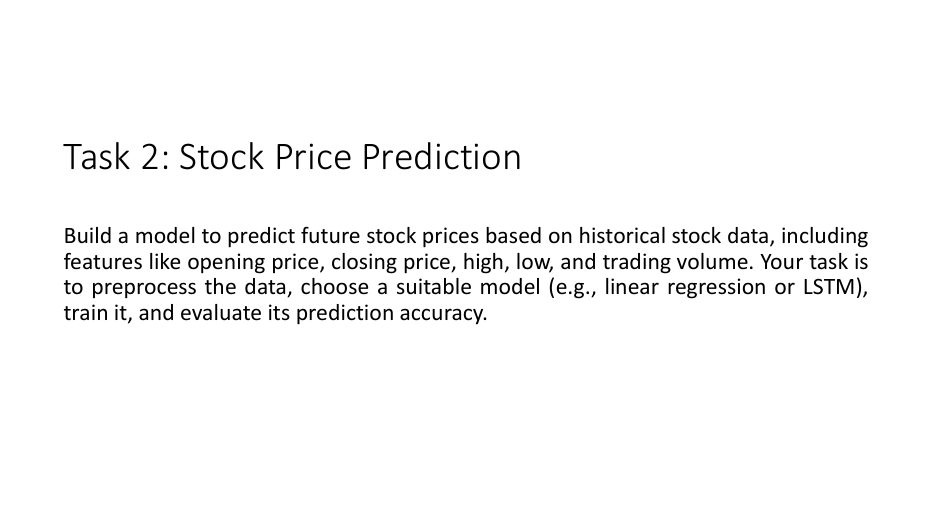 Task 2: Stock Price Prediction
Build a model to predict future stock prices based on historical stock data, including
features like opening price, closing price, high, low, and trading volume. Your task is
to preprocess the data, choose a suitable model (e.g., linear regression or LSTM),
train it, and evaluate its prediction accuracy.